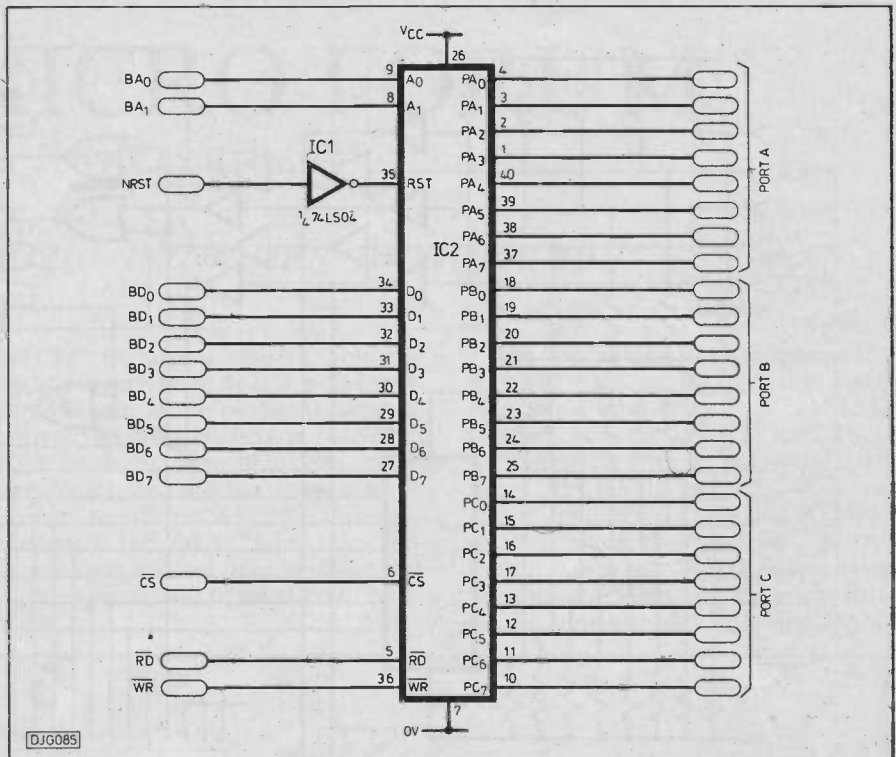 VCC
26
BA0 9 A0 PA0 4
BA1 8 A1 PA1 3
PA2 2
IC1
PA3 1
NRST 35 RST PA4 40
1/4 74LS04
PA5 39
PA6 38
IC2
PA7 37
PORT A
BD0 34 D0 PB0 18
BD1 33 D1 PB1 19
BD2 32 D2 PB2 20
BD3 31 D3 PB3 21
BD4 30 D4 PB4 22
BD5 29 D5 PB5 23
BD6 28 D6 PB6 24
BD7 27 D7 PB7 25
PORT B
PC0 14
PC1 15
PC2 16
CS 6 CS PC3 17
PC4 13
PC5 12
RD 5 RD PC6 11
WR 36 WR PC7 10
PORT C
7
0V
DJG085